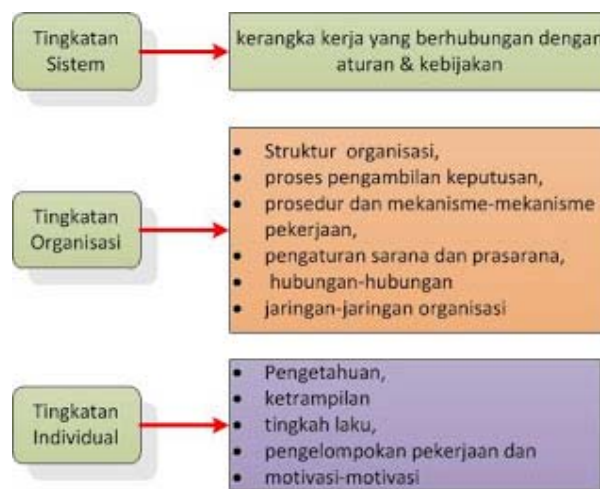 Tingkatan
Sistem
kerangka kerja yang berhubungan dengan
aturan & kebijakan
Tingkatan
Organisasi
• Struktur organisasi,
• proses pengambilan keputusan,
• prosedur dan mekanisme-mekanisme
pekerjaan,
• pengaturan sarana dan prasarana,
• hubungan-hubungan
• jaringan-jaringan organisasi
Tingkatan
Individual
• Pengetahuan,
• ketrampilan
• tingkah laku,
• pengelompokan pekerjaan dan
• motivasi-motivasi